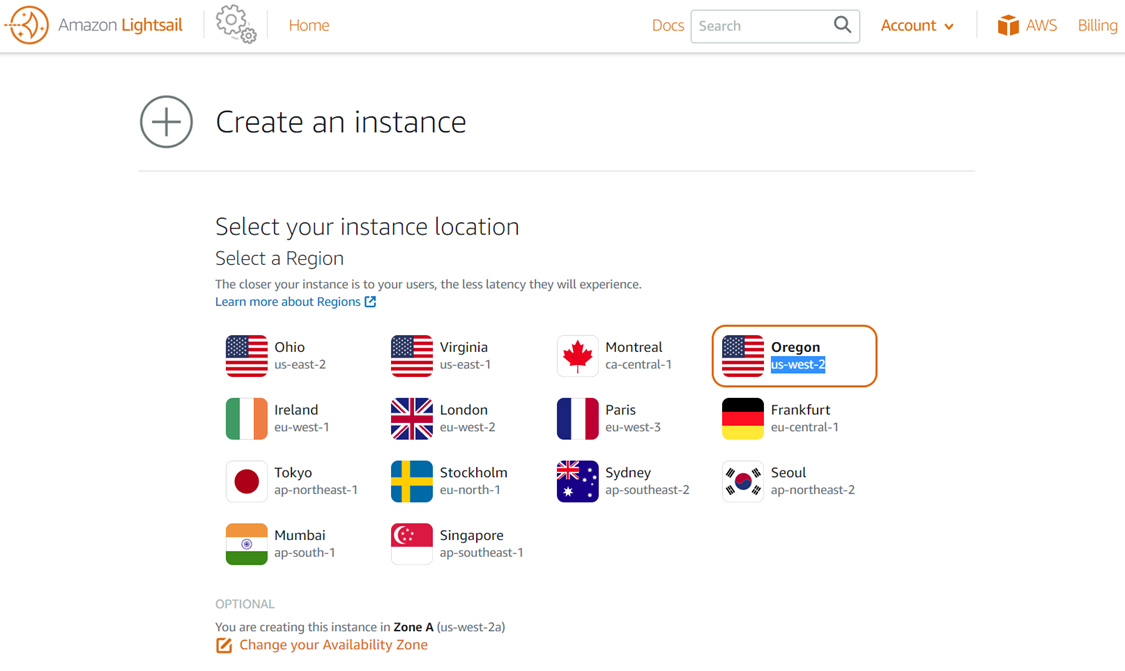 Amazon Lightsail Home Docs Search Account AWS Billing
Create an instance
Select your instance location
Select a Region
The closer your instance is to your users, the less latency they will experience.
Learn more about Regions
Ohio Virginia Montreal Oregon
us-east-2 us-east-1 ca-central-1 us-west-2
Ireland London Paris Frankfurt
eu-west-1 eu-west-2 eu-west-3 eu-central-1
Tokyo Stockholm Sydney Seoul
ap-northeast-1 eu-north-1 ap-southeast-2 ap-northeast-2
Mumbai Singapore
ap-south-1 ap-southeast-1
OPTIONAL
You are creating this instance in Zone A (us-west-2a)
Change your Availability Zone